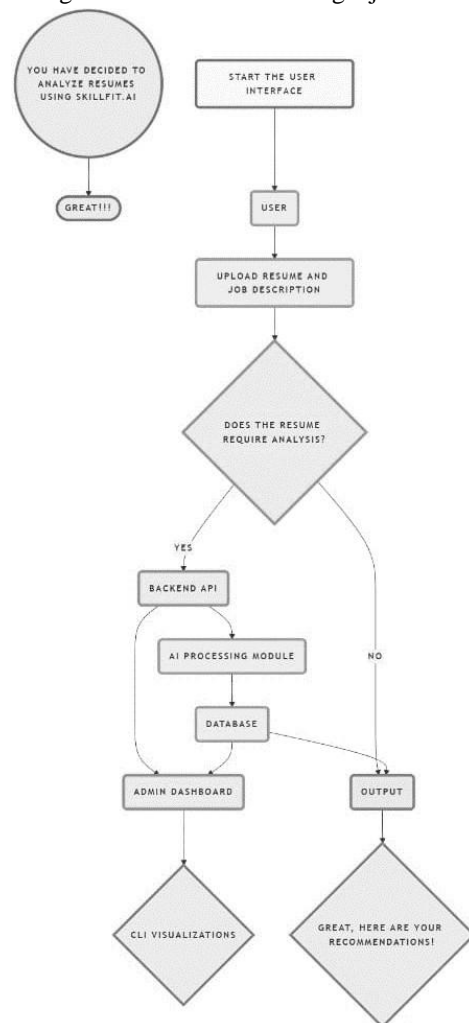 YOU HAVE DECIDED TO
ANALYZE RESUMES
USING SKILLFIT.AI
GREAT!!!
START THE USER
INTERFACE
USER
UPLOAD RESUME AND
JOB DESCRIPTION
DOES THE RESUME
REQUIRE ANALYSIS?
YES
BACKEND API
AI PROCESSING MODULE
NO
DATABASE
ADMIN DASHBOARD
OUTPUT
CLI VISUALIZATIONS
GREAT, HERE ARE YOUR
RECOMMENDATIONS!